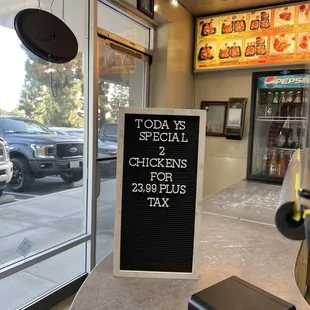 TODA YS
SPECIAL
2
CHICKENS
FOR
23.99 PLUS
TAX
PEPSI